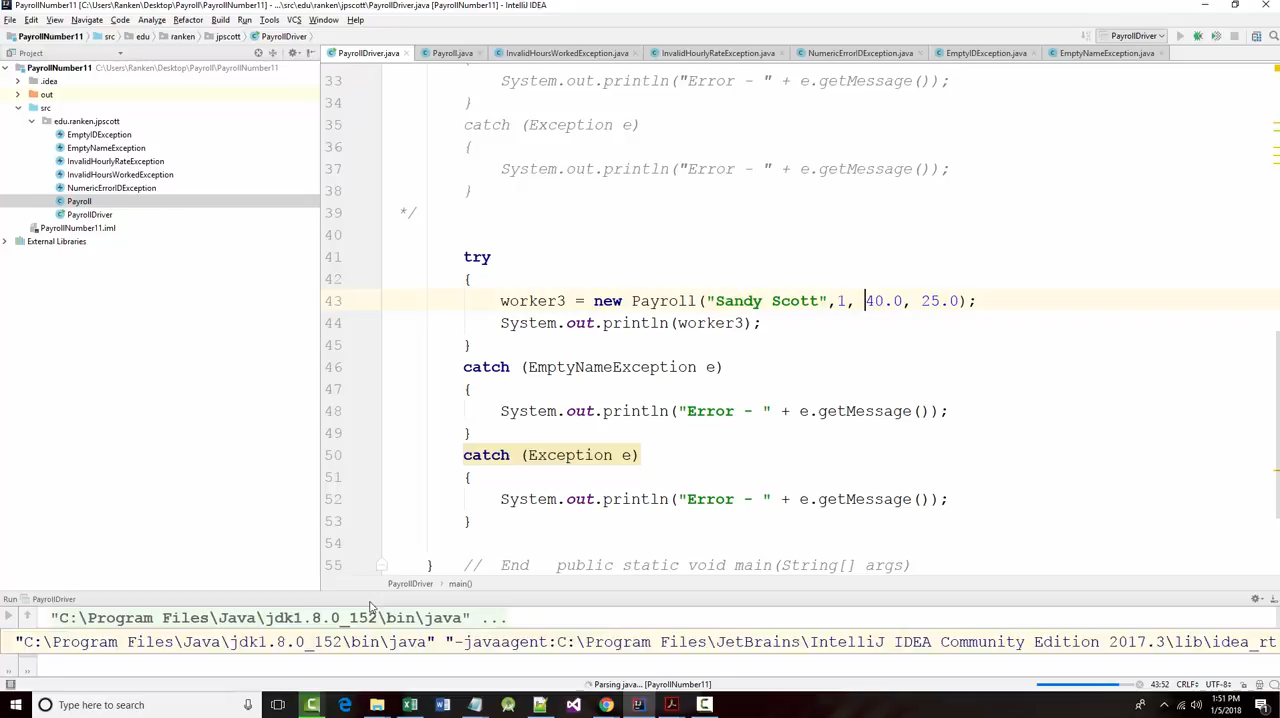 PayrollNumber11 [C:\Users\Ranken\Desktop\Payroll\PayrollNumber11] - ...\src\edu\ranken\jpscott\PayrollDriver.java [PayrollNumber11] - IntelliJ IDEA
File Edit View Navigate Code Analyze Refactor Build Run Tools VCS Window Help
PayrollNumber11 src edu ranken jpscott PayrollDriver PayrollDriver
Project PayrollDriver.java Payroll.java InvalidHoursWorkedException.java InvalidHourlyRateException.java NumericErrorIDException.java EmptyIDException.java EmptyNameException.java
PayrollNumber11 C:\Users\Ranken\Desktop\Payroll\PayrollNumber11
.idea
out
src
edu.ranken.jpscott
EmptyIDException
EmptyNameException
InvalidHourlyRateException
InvalidHoursWorkedException
NumericErrorIDException
Payroll
PayrollDriver
PayrollNumber11.iml
External Libraries
33 System.out.println("Error - " + e.getMessage());
34 }
35 catch (Exception e)
36 {
37 System.out.println("Error - " + e.getMessage());
38 }
39 */
40
41 try
42 {
43 worker3 = new Payroll("Sandy Scott",1, 40.0, 25.0);
44 System.out.println(worker3);
45 }
46 catch (EmptyNameException e)
47 {
48 System.out.println("Error - " + e.getMessage());
49 }
50 catch (Exception e)
51 {
52 System.out.println("Error - " + e.getMessage());
53 }
54
55 } // End public static void main(String[] args)
PayrollDriver main()
Run PayrollDriver
"C:\Program Files\Java\jdk1.8.0_152\bin\java" ...
"C:\Program Files\Java\jdk1.8.0_152\bin\java" "-javaagent:C:\Program Files\JetBrains\IntelliJ IDEA Community Edition 2017.3\lib\idea_rt
Parsing java... [PayrollNumber11] 43:52 CRLF UTF-8
Type here to search
1:51 PM
1/5/2018